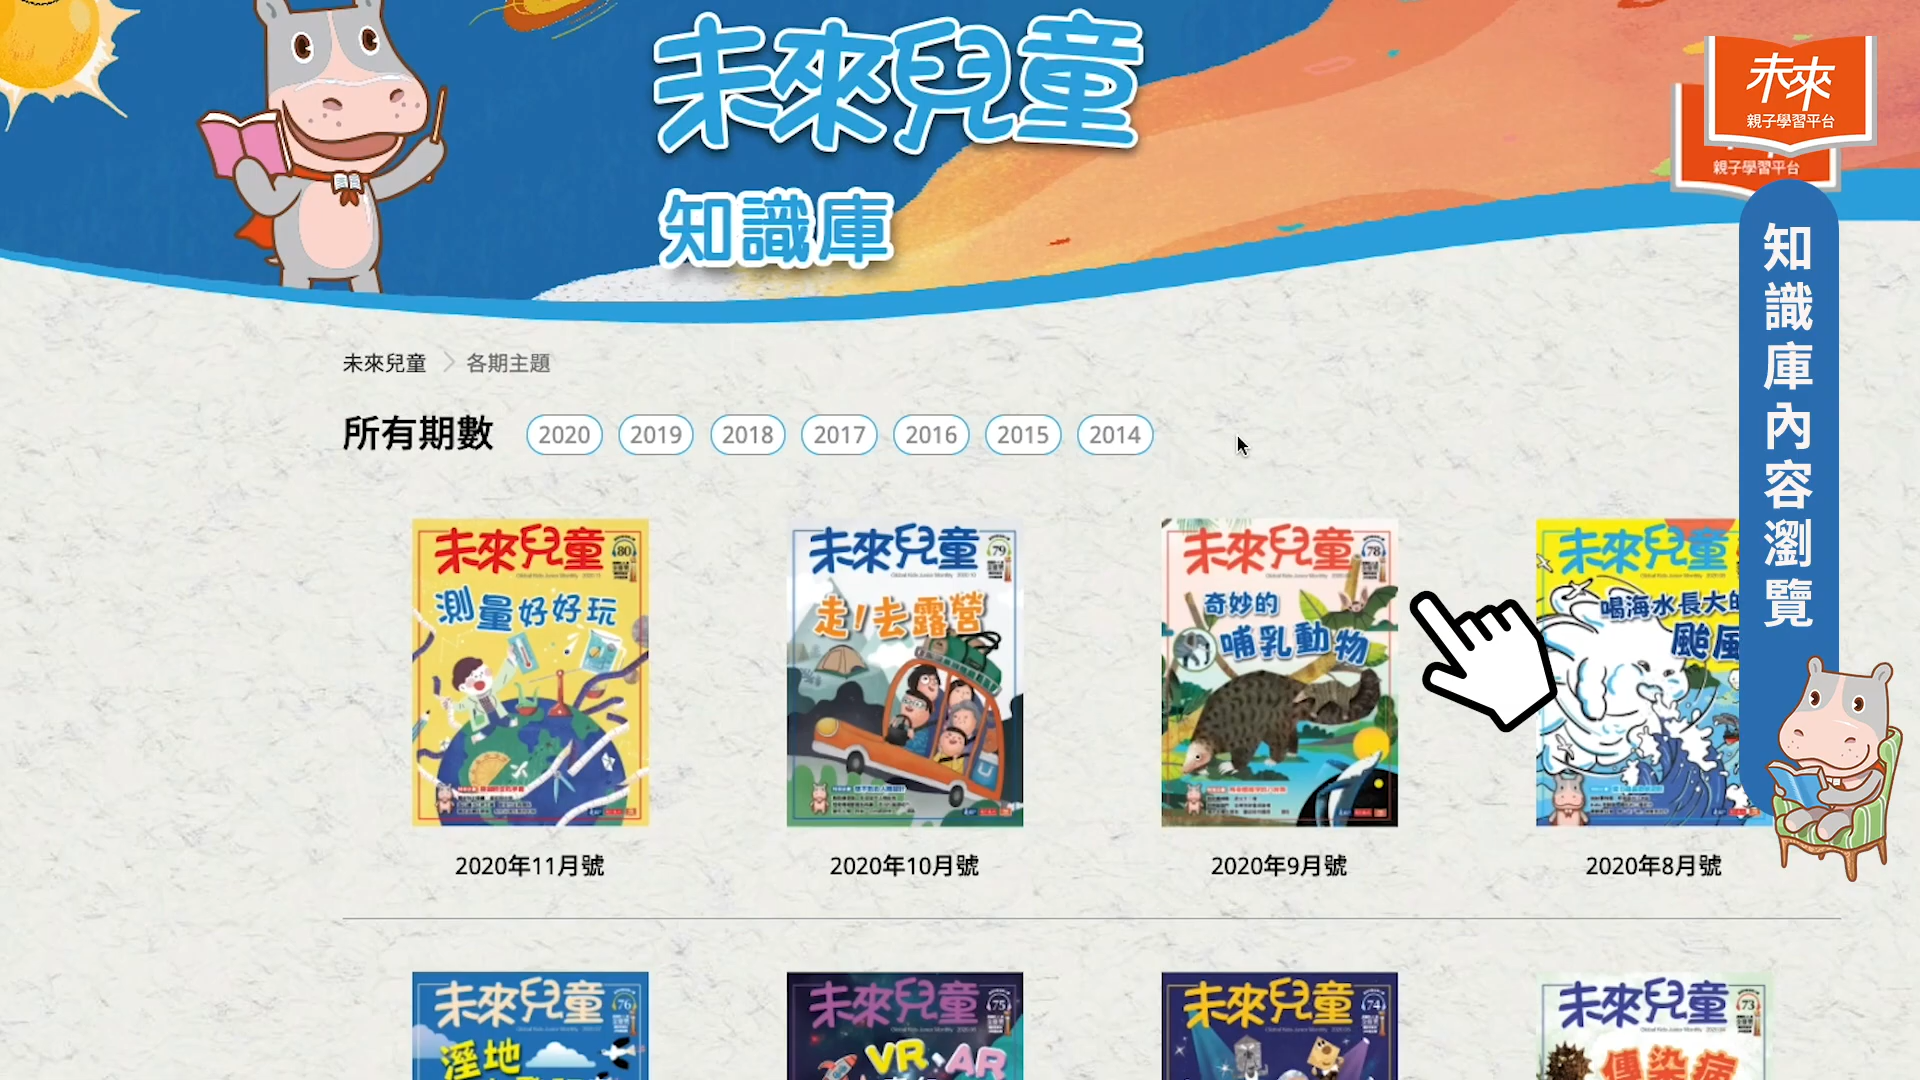 未來兒童
知識庫
未來
親子學習平台
親子學習平台
知識庫內容瀏覽
未來兒童 > 各期主題
所有期數 2020 2019 2018 2017 2016 2015 2014
未來兒童 80
測量好好玩
2020年11月號
未來兒童 79
走!去露營
2020年10月號
未來兒童 78
奇妙的
哺乳動物
2020年9月號
未來兒童
喝海水長大的
颱風
2020年8月號
未來兒童 76
溼地
未來兒童 75
VR、AR
未來兒童 74
未來兒童 73
傳染病